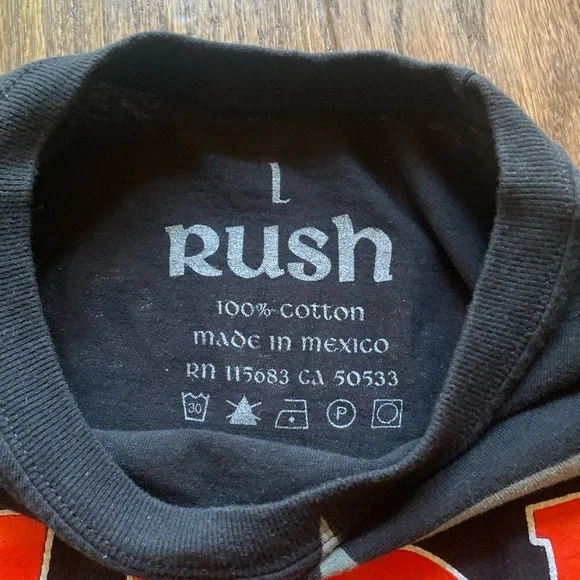 L
Rush
100% Cotton
Made in Mexico
RN 115683 CA 50533
30 P